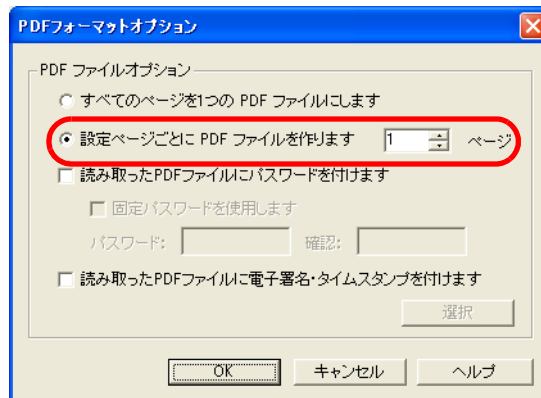 PDFフォーマットオプション
PDF ファイルオプション
すべてのページを1つの PDF ファイルにします
設定ページごとに PDF ファイルを作ります 1 ページ
読み取ったPDFファイルにパスワードを付けます
固定パスワードを使用します
パスワード: 確認:
読み取ったPDFファイルに電子署名・タイムスタンプを付けます
選択
OK キャンセル ヘルプ